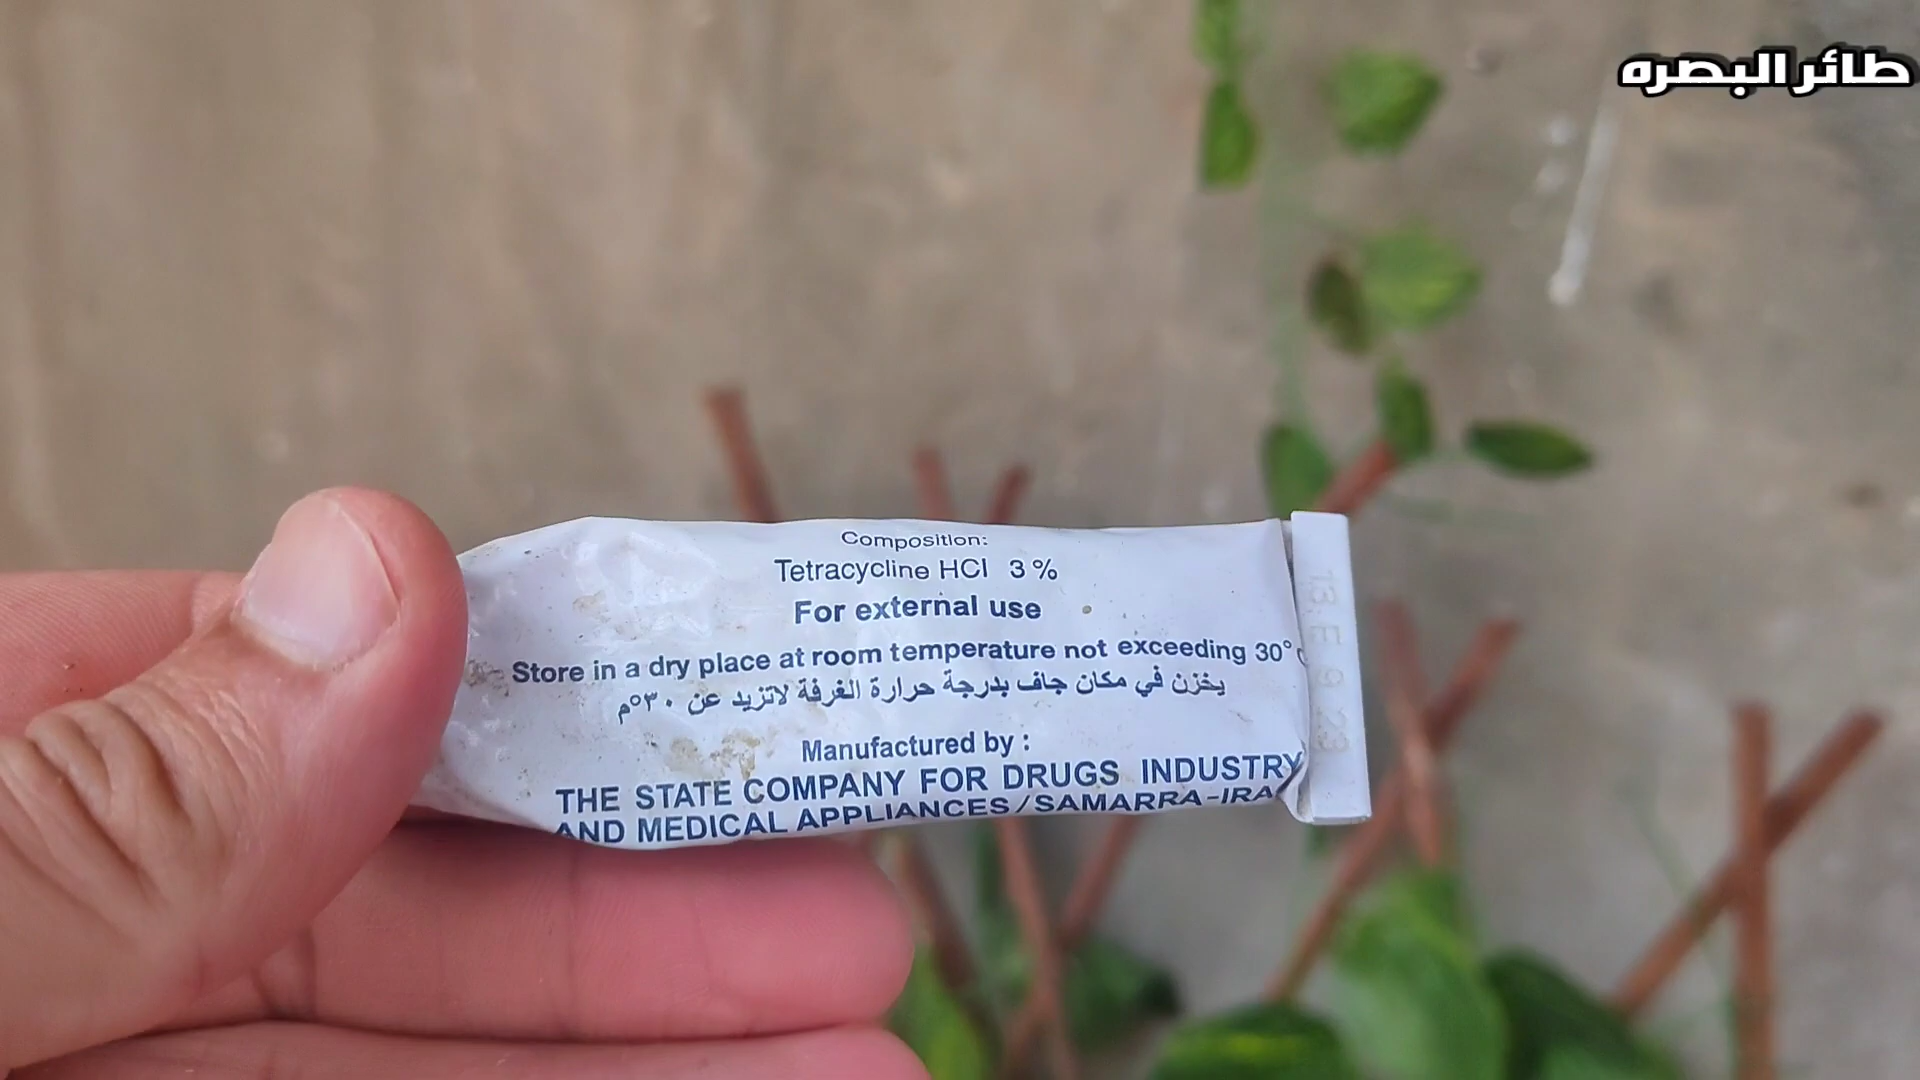 طائر البصره
Composition:
Tetracycline HCl 3 %
For external use
Store in a dry place at room temperature not exceeding 30°c
يخزن في مكان جاف بدرجة حرارة الغرفة لاتزيد عن ٣٠°م
Manufactured by :
THE STATE COMPANY FOR DRUGS INDUSTRY
AND MEDICAL APPLIANCES/SAMARRA-IRAQ